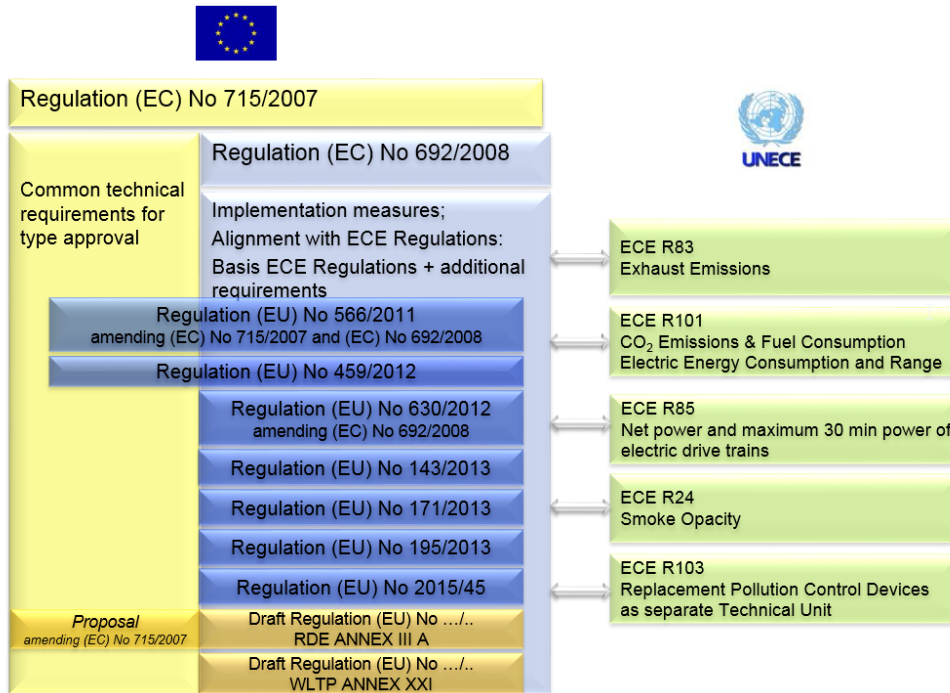 Regulation (EC) No 715/2007
UNECE
Common technical
requirements for
type approval
Regulation (EC) No 692/2008
Implementation measures;
Alignment with ECE Regulations:
Basis ECE Regulations + additional
requirements
Regulation (EU) No 566/2011
amending (EC) No 715/2007 and (EC) No 692/2008
Regulation (EU) No 459/2012
Regulation (EU) No 630/2012
amending (EC) No 692/2008
Regulation (EU) No 143/2013
Regulation (EU) No 171/2013
Regulation (EU) No 195/2013
Regulation (EU) No 2015/45
Proposal
amending (EC) No 715/2007
Draft Regulation (EU) No …/..
RDE ANNEX III A
Draft Regulation (EU) No …/..
WLTP ANNEX XXI
ECE R83
Exhaust Emissions
ECE R101
CO₂ Emissions & Fuel Consumption
Electric Energy Consumption and Range
ECE R85
Net power and maximum 30 min power of
electric drive trains
ECE R24
Smoke Opacity
ECE R103
Replacement Pollution Control Devices
as separate Technical Unit